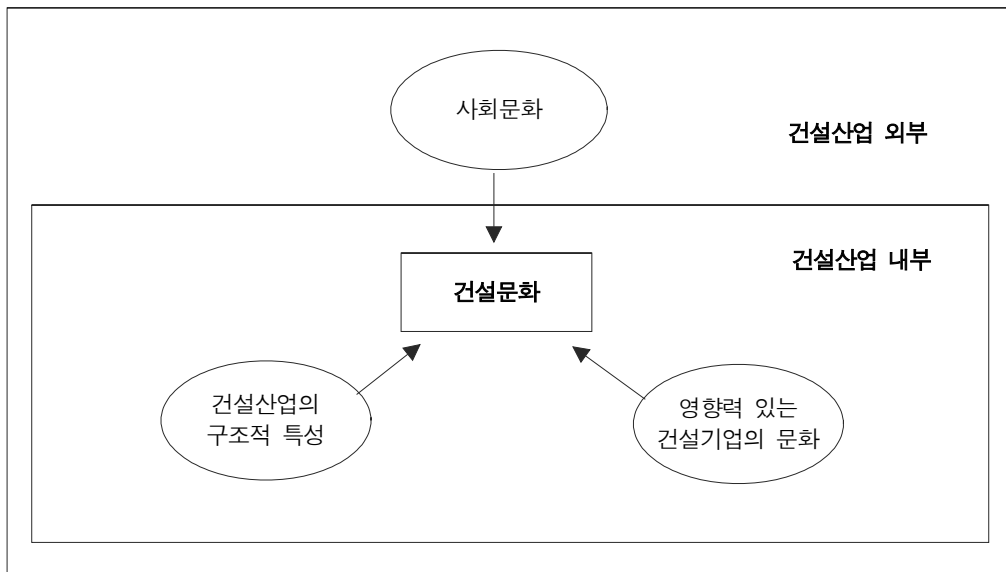 사회문화
건설산업 외부
건설산업 내부
건설문화
건설산업의
구조적 특성
영향력 있는
건설기업의 문화